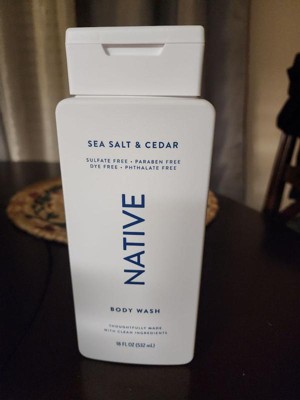 SEA SALT & CEDAR
SULFATE FREE • PARABEN FREE
DYE FREE • PHTHALATE FREE
NATIVE
BODY WASH
THOUGHTFULLY MADE
WITH CLEAN INGREDIENTS
18 FL OZ (532 mL)